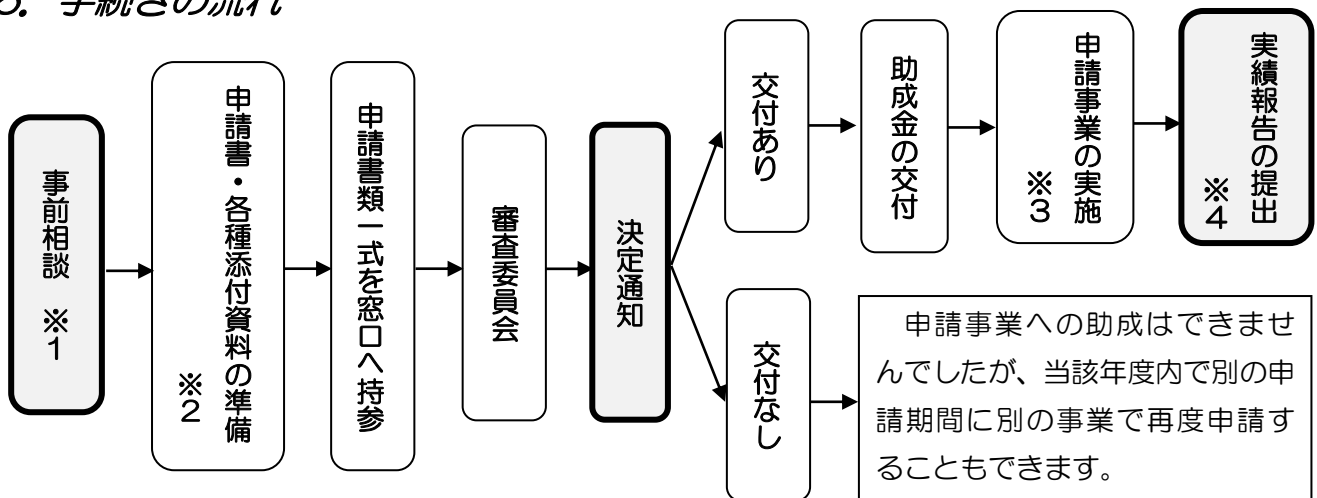 手続きの流れ
事前相談 ※1
申請書・各種添付資料の準備
※2
申請書類一式を窓口へ持参
審査委員会
決定通知
交付あり
助成金の交付
申請事業の実施
※3
実績報告の提出
※4
交付なし
申請事業への助成はできませ
んでしたが、当該年度内で別の申
請期間に別の事業で再度申請す
ることもできます。